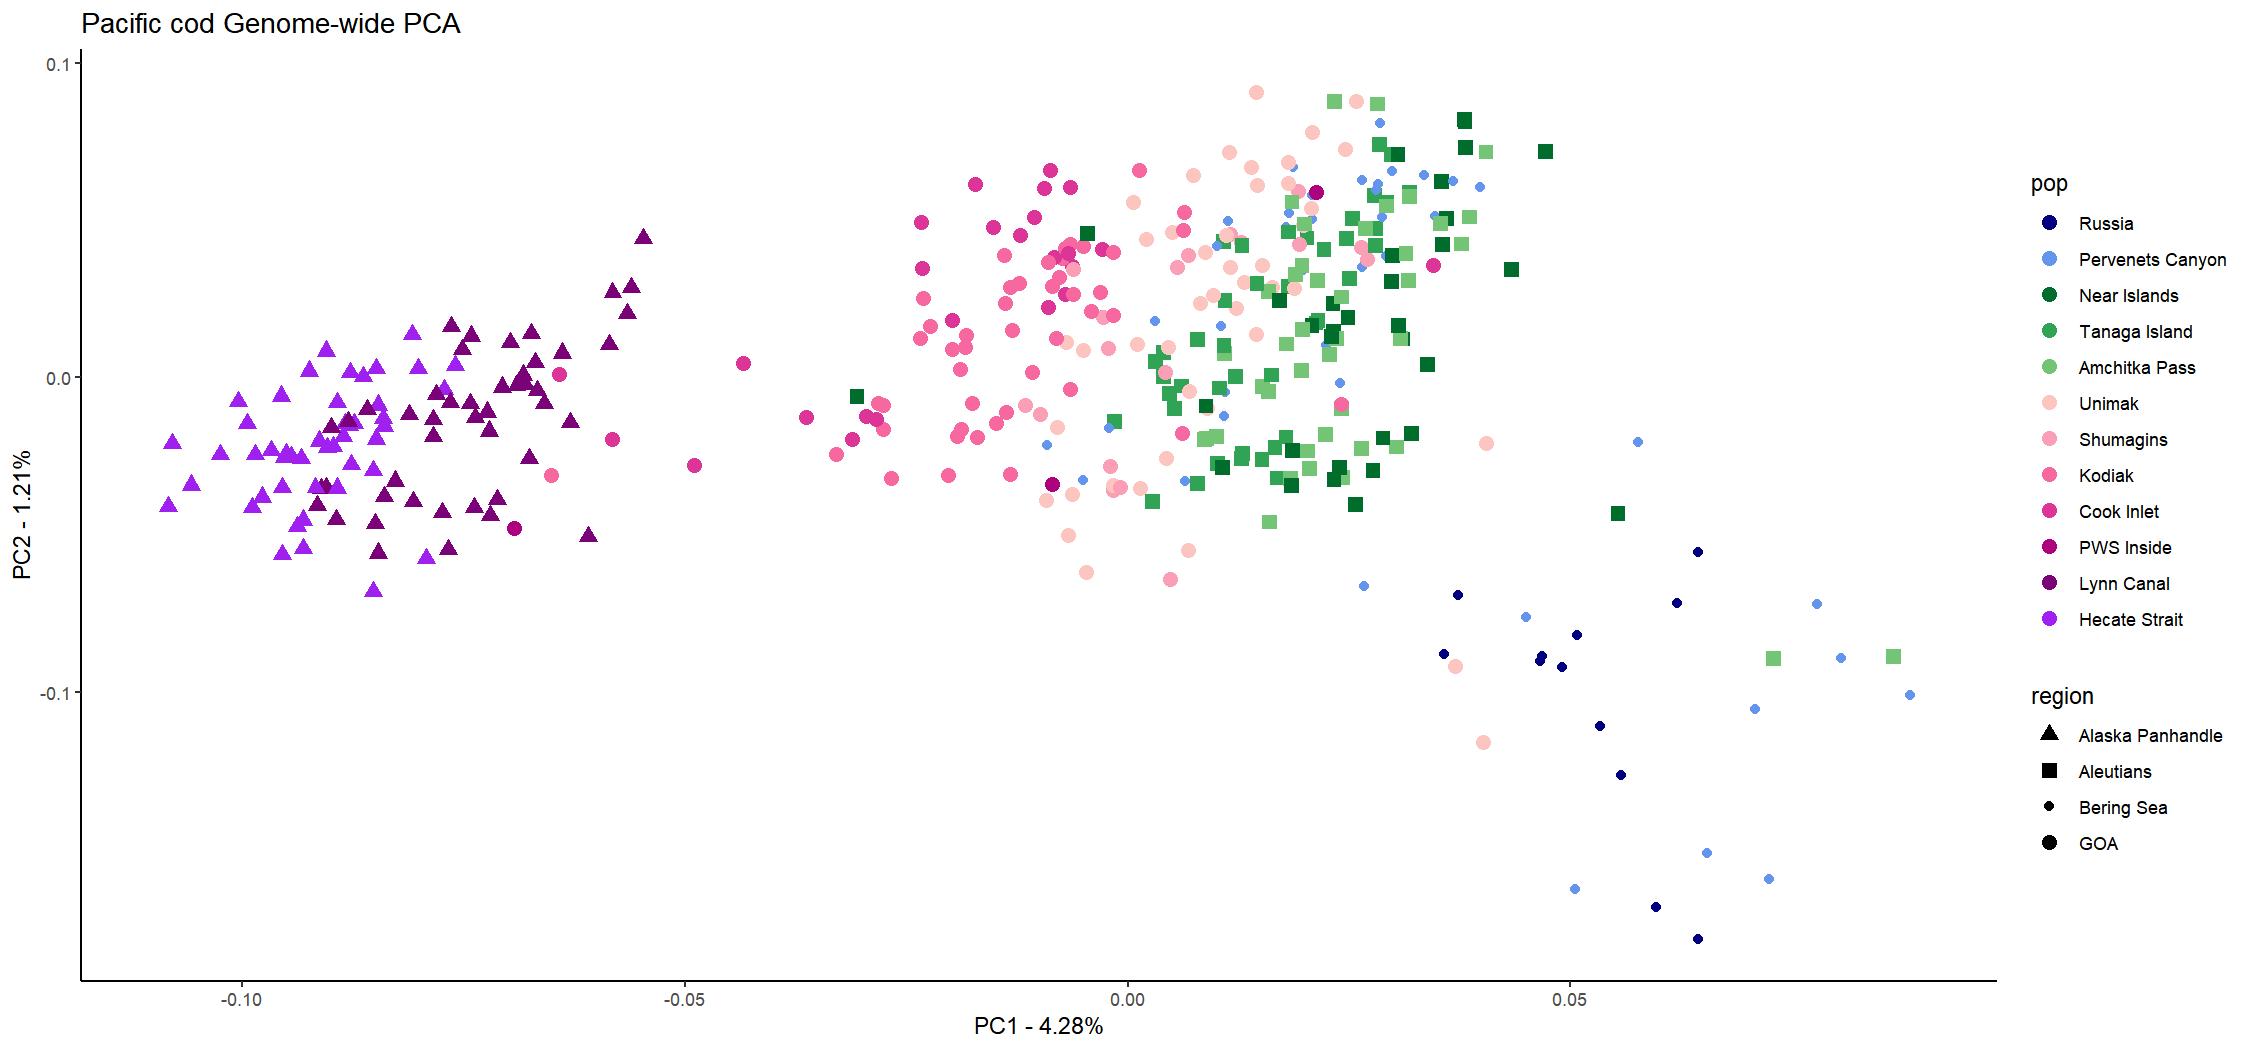 Pacific cod Genome-wide PCA
0.1
0.0
-0.1
PC2 - 1.21%
-0.10
-0.05
0.00
0.05
PC1 - 4.28%
pop
Russia
Pervenets Canyon
Near Islands
Tanaga Island
Amchitka Pass
Unimak
Shumagins
Kodiak
Cook Inlet
PWS Inside
Lynn Canal
Hecate Strait
region
Alaska Panhandle
Aleutians
Bering Sea
GOA